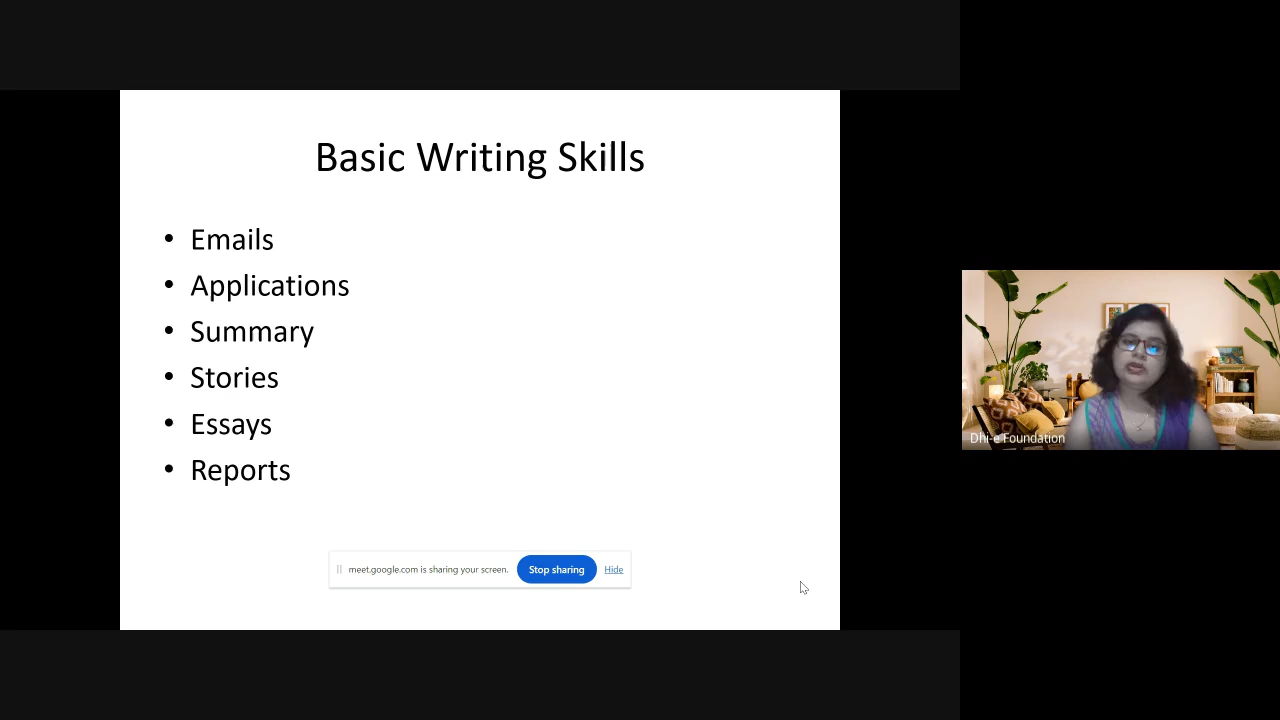 Basic Writing Skills
• Emails
• Applications
• Summary
• Stories
• Essays
• Reports
meet.google.com is sharing your screen. Stop sharing Hide
Dhi-e Foundation